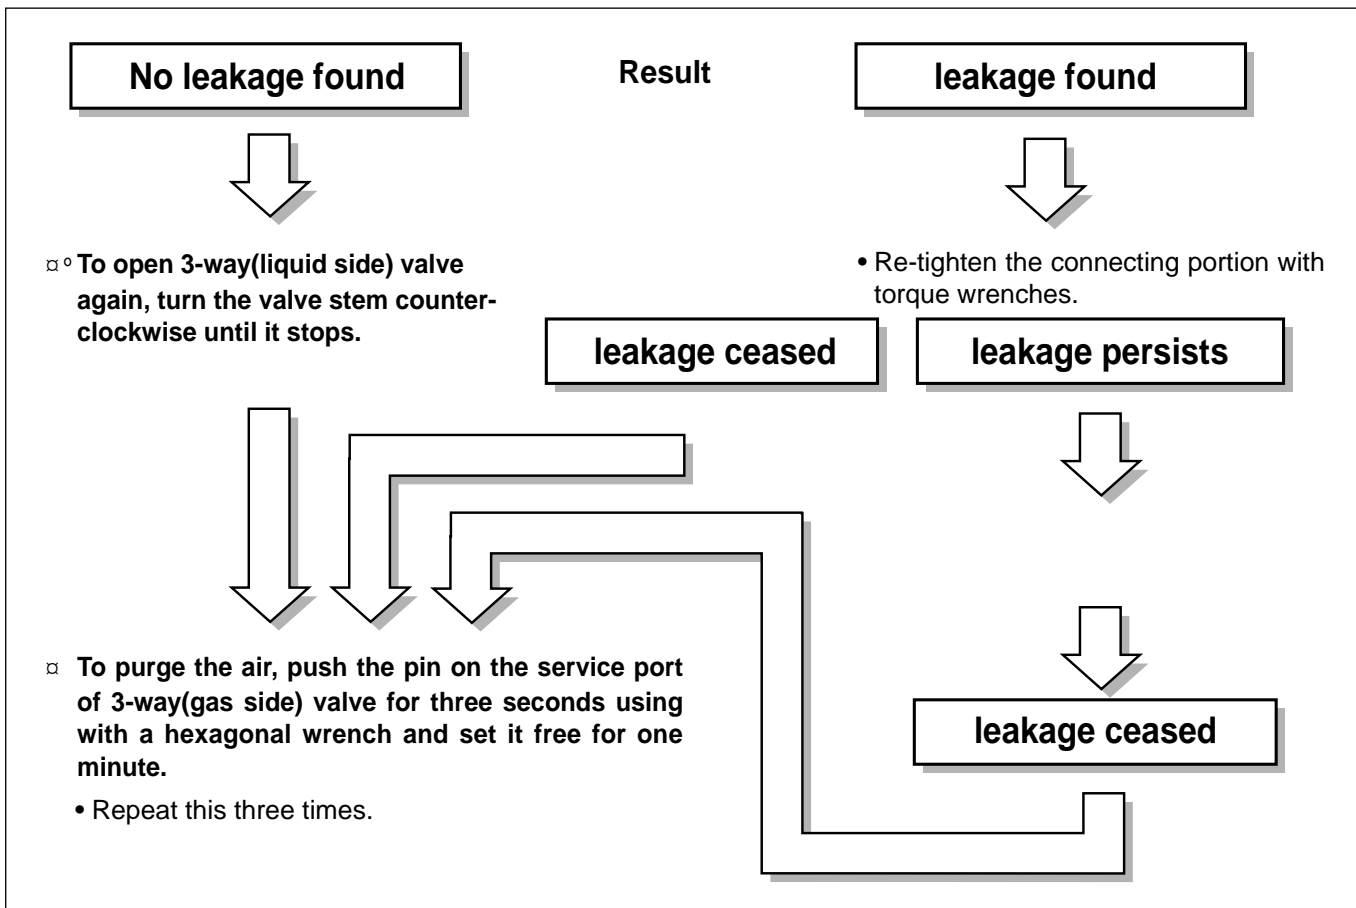 No leakage found
Result
leakage found
¤ º To open 3-way(liquid side) valve
again, turn the valve stem counter-
clockwise until it stops.
• Re-tighten the connecting portion with
torque wrenches.
leakage ceased
leakage persists
¤ To purge the air, push the pin on the service port
of 3-way(gas side) valve for three seconds using
with a hexagonal wrench and set it free for one
minute.
• Repeat this three times.
leakage ceased